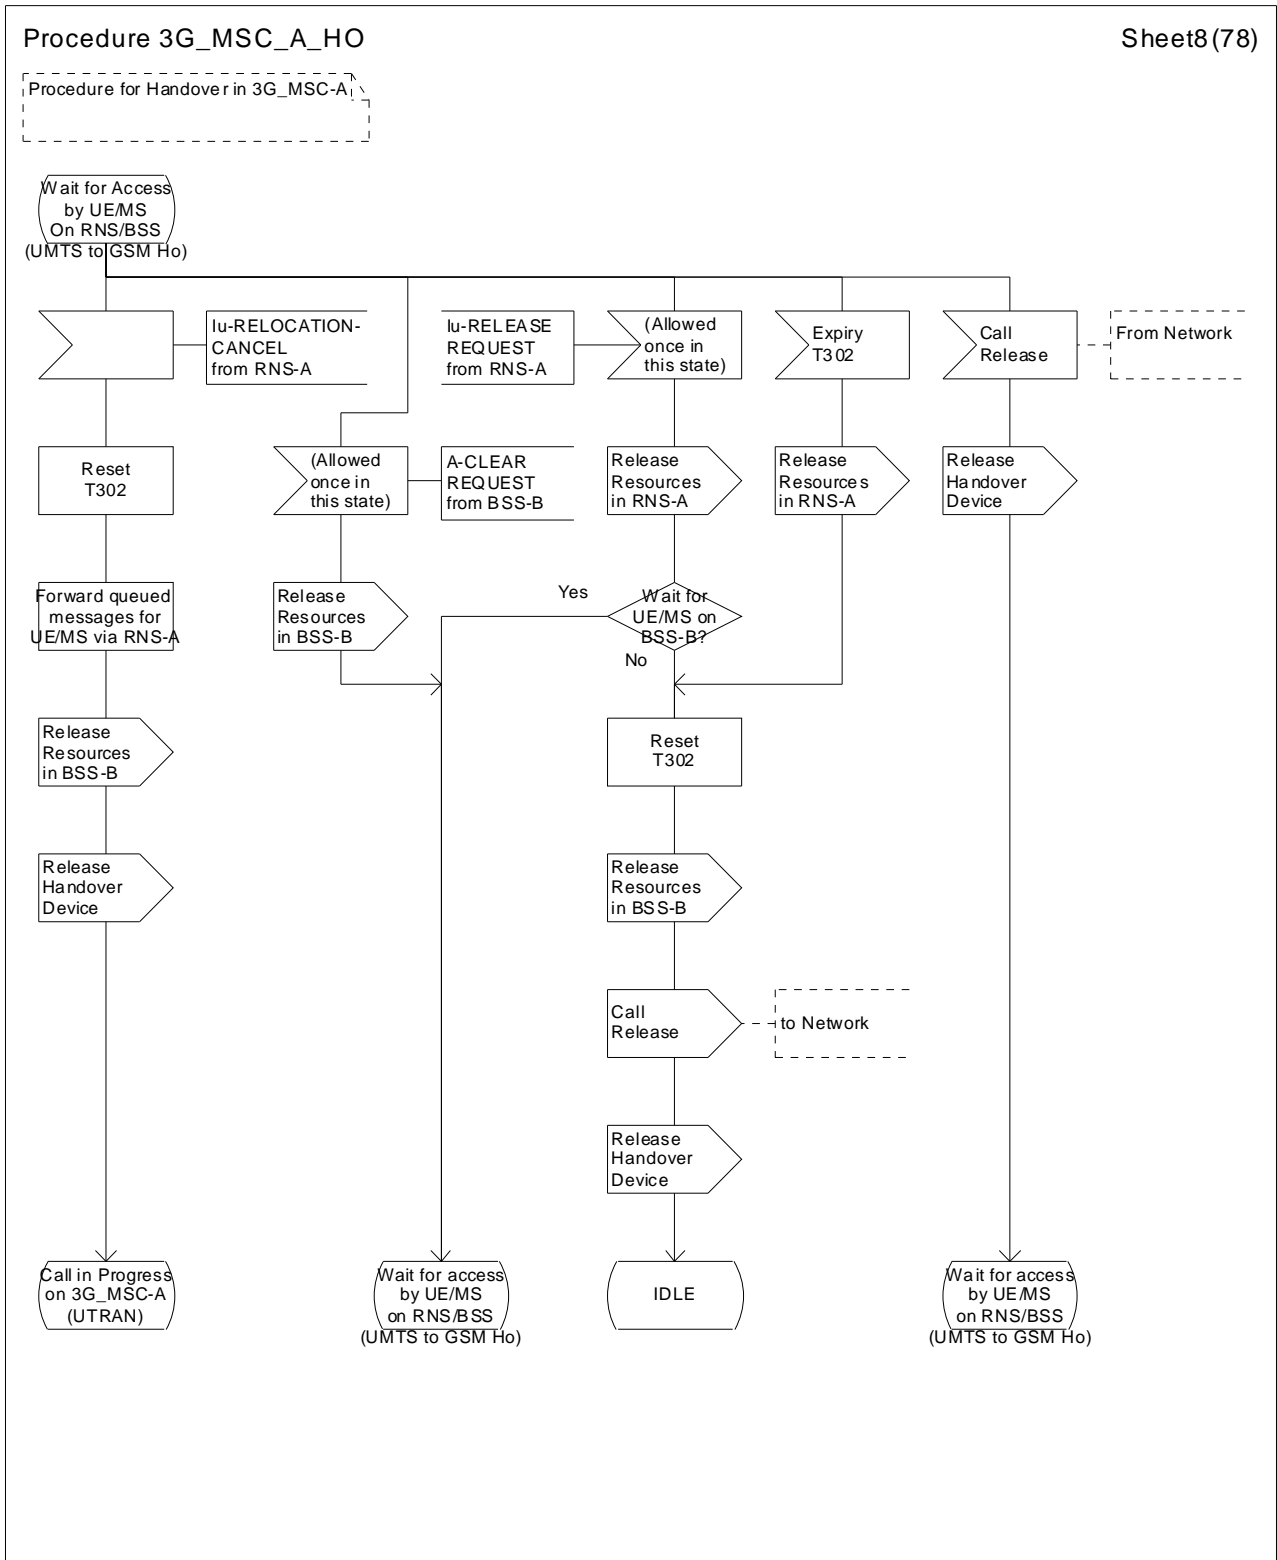 Procedure 3G_MSC_A_HO
Sheet8(78)
Procedure for Handover in 3G_MSC-A
Wait for Access
by UE/MS
On RNS/BSS
(UMTS to GSM Ho)
Iu-RELOCATION-
CANCEL
from RNS-A
Iu-RELEASE
REQUEST
from RNS-A
(Allowed
once in
this state)
Expiry
T302
Call
Release
From Network
Reset
T302
(Allowed
once in
this state)
A-CLEAR
REQUEST
from BSS-B
Release
Resources
in RNS-A
Release
Resources
in RNS-A
Release
Handover
Device
Forward queued
messages for
UE/MS via RNS-A
Release
Resources
in BSS-B
Yes
Wait for
UE/MS on
BSS-B?
No
Release
Resources
in BSS-B
Reset
T302
Release
Handover
Device
Release
Resources
in BSS-B
Call
Release
to Network
Release
Handover
Device
Call in Progress
on 3G_MSC-A
(UTRAN)
Wait for access
by UE/MS
on RNS/BSS
(UMTS to GSM Ho)
IDLE
Wait for access
by UE/MS
on RNS/BSS
(UMTS to GSM Ho)